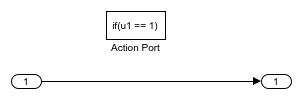 if(u1 == 1)
Action Port
1
1